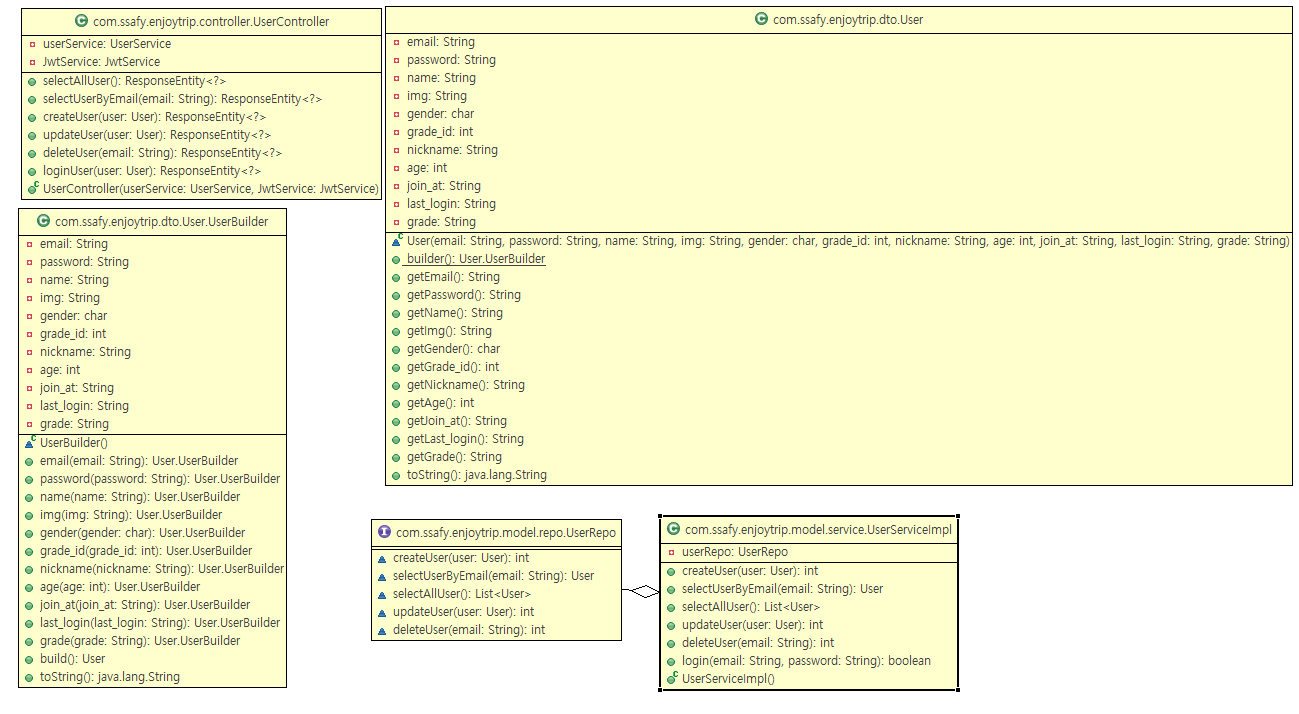 com.ssafy.enjoytrip.controller.UserController
userService: UserService
JwtService: JwtService
selectAllUser(): ResponseEntity<?>
selectUserByEmail(email: String): ResponseEntity<?>
createUser(user: User): ResponseEntity<?>
updateUser(user: User): ResponseEntity<?>
deleteUser(email: String): ResponseEntity<?>
loginUser(user: User): ResponseEntity<?>
UserController(userService: UserService, JwtService: JwtService)
com.ssafy.enjoytrip.dto.User
email: String
password: String
name: String
img: String
gender: char
grade_id: int
nickname: String
age: int
join_at: String
last_login: String
grade: String
User(email: String, password: String, name: String, img: String, gender: char, grade_id: int, nickname: String, age: int, join_at: String, last_login: String, grade: String)
builder(): User.UserBuilder
getEmail(): String
getPassword(): String
getName(): String
getImg(): String
getGender(): char
getGrade_id(): int
getNickname(): String
getAge(): int
getJoin_at(): String
getLast_login(): String
getGrade(): String
toString(): java.lang.String
com.ssafy.enjoytrip.dto.User.UserBuilder
email: String
password: String
name: String
img: String
gender: char
grade_id: int
nickname: String
age: int
join_at: String
last_login: String
grade: String
UserBuilder()
email(email: String): User.UserBuilder
password(password: String): User.UserBuilder
name(name: String): User.UserBuilder
img(img: String): User.UserBuilder
gender(gender: char): User.UserBuilder
grade_id(grade_id: int): User.UserBuilder
nickname(nickname: String): User.UserBuilder
age(age: int): User.UserBuilder
join_at(join_at: String): User.UserBuilder
last_login(last_login: String): User.UserBuilder
grade(grade: String): User.UserBuilder
build(): User
toString(): java.lang.String
com.ssafy.enjoytrip.model.repo.UserRepo
createUser(user: User): int
selectUserByEmail(email: String): User
selectAllUser(): List<User>
updateUser(user: User): int
deleteUser(email: String): int
com.ssafy.enjoytrip.model.service.UserServiceImpl
userRepo: UserRepo
createUser(user: User): int
selectUserByEmail(email: String): User
selectAllUser(): List<User>
updateUser(user: User): int
deleteUser(email: String): int
login(email: String, password: String): boolean
UserServiceImpl()